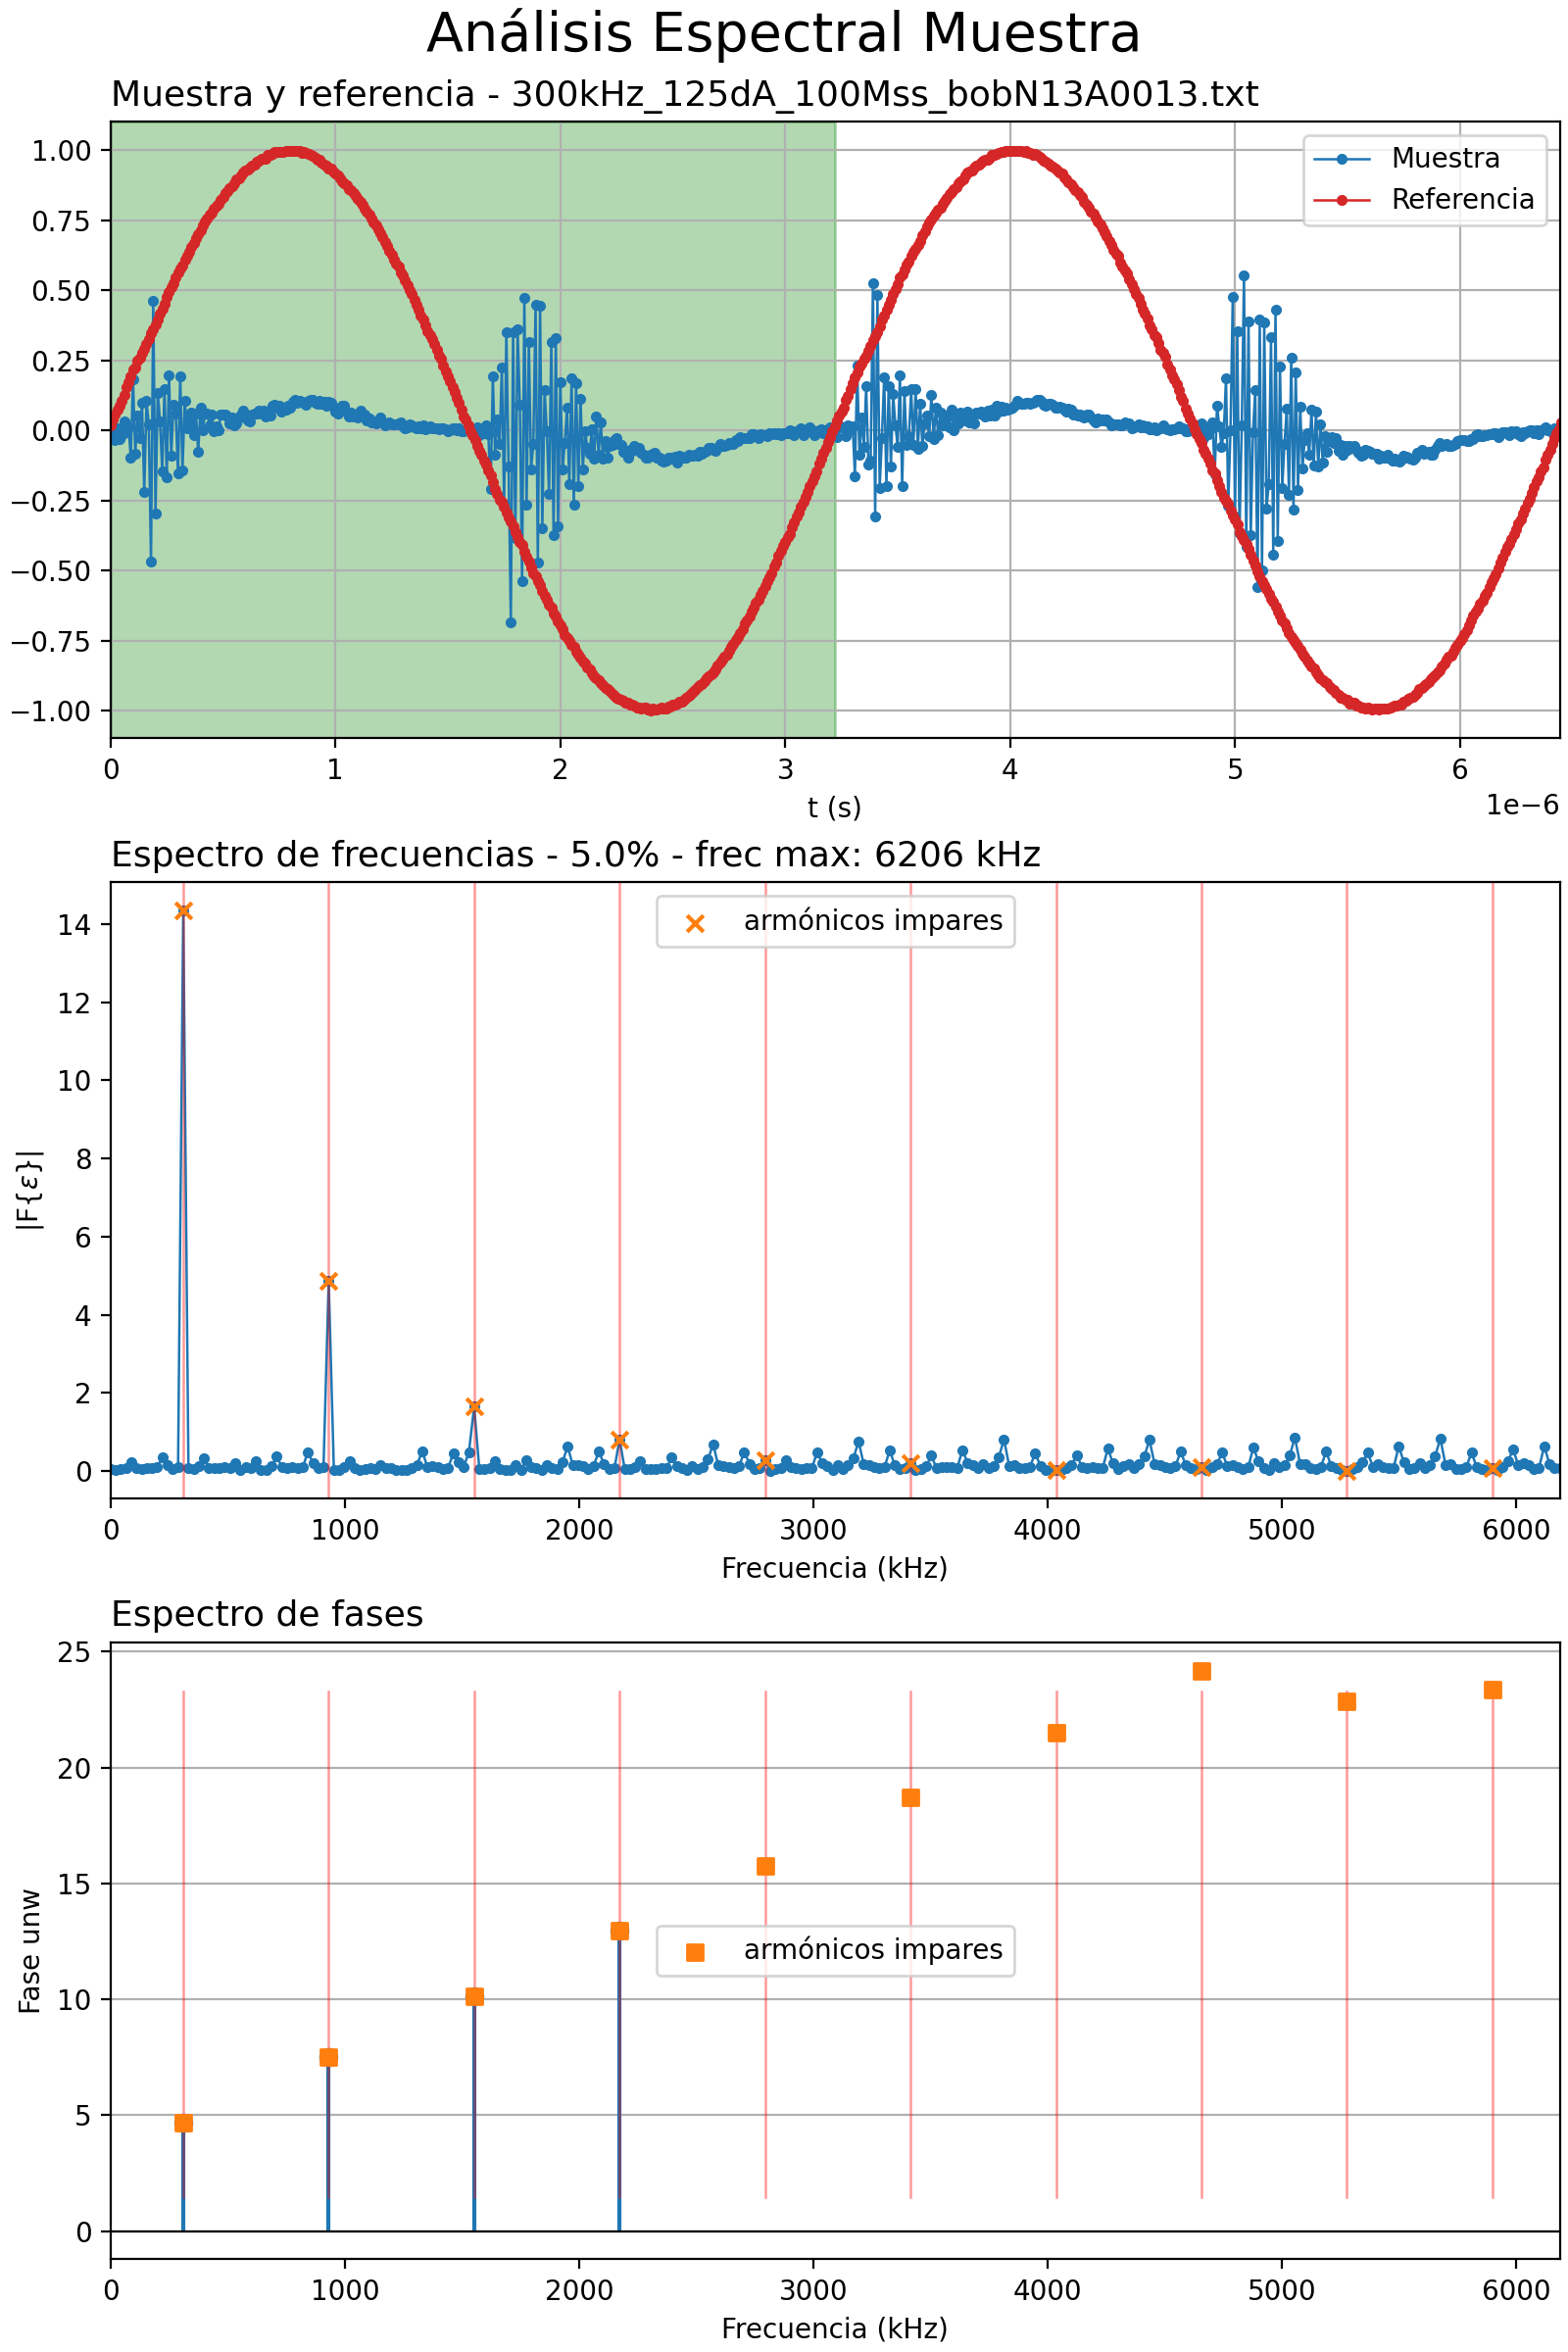 Análisis Espectral Muestra
Muestra y referencia - 300kHz_125dA_100Mss_bobN13A0013.txt
1.00
0.75
0.50
0.25
0.00
−0.25
−0.50
−0.75
−1.00
Muestra
Referencia
0 1 2 3 4 5 6
1e−6
t (s)
Espectro de frecuencias - 5.0% - frec max: 6206 kHz
|F{ε}|
14
12
10
8
6
4
2
0
armónicos impares
0 1000 2000 3000 4000 5000 6000
Frecuencia (kHz)
Espectro de fases
Fase unw
25
20
15
10
5
0
armónicos impares
0 1000 2000 3000 4000 5000 6000
Frecuencia (kHz)